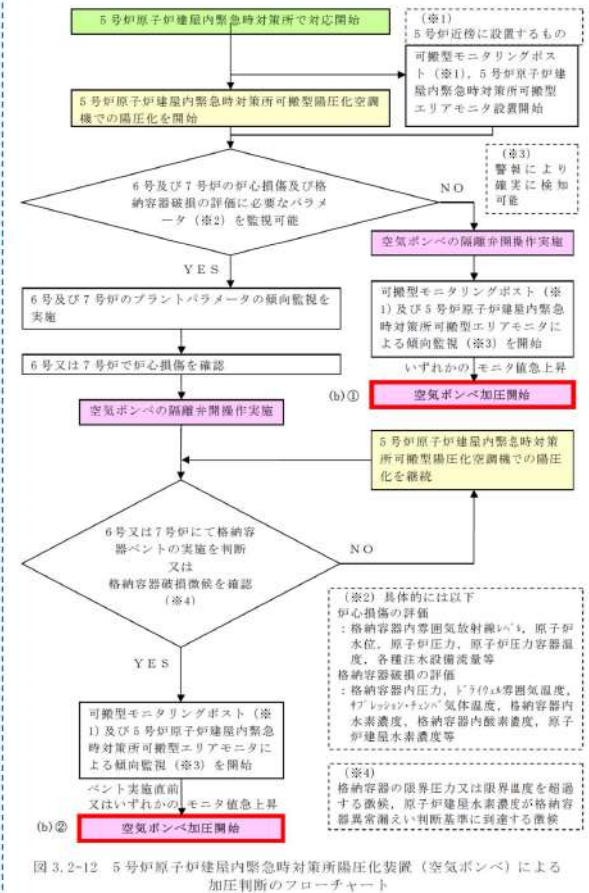 5号炉原子炉建屋内緊急時対策所で対応開始
(※1)
5号炉近傍に設置するもの
可搬型モニタリングポス
ト(※1),5号炉原子炉建
屋内緊急時対策所可搬型
エリアモニタ設置開始
5号炉原子炉建屋内緊急時対策所可搬型陽圧化空調
機での陽圧化を開始
(※3)
警報により
確実に検知
可能
6号及び7号炉の炉心損傷及び格
納容器破損の評価に必要なパラメ
ータ(※2)を監視可能
NO
空気ボンベの隔離弁開操作実施
YES
6号及び7号炉のプラントパラメータの傾向監視を
実施
可搬型モニタリングポスト(※
1)及び5号炉原子炉建屋内緊急
時対策所可搬型エリアモニタによ
る傾向監視(※3)を開始
6号又は7号炉で炉心損傷を確認
いずれかの モニタ値急上昇
(b)①
空気ボンベ加圧開始
空気ボンベの隔離弁開操作実施
5号炉原子炉建屋内緊急時対策
所可搬型陽圧化空調機での陽圧
化を継続
6号又は7号炉にて格納容
器ベントの実施を判断
又は
格納容器破損徴候を確認
(※4)
NO
YES
(※2)具体的には以下
炉心損傷の評価
:格納容器内雰囲気放射線レベル,原子炉
水位,原子炉圧力,原子炉圧力容器温
度,各種注水設備流量等
格納容器破損の評価
:格納容器内圧力,ドライウェル雰囲気温度,
サプレッション・チェンバ気体温度,格納容器内
水素濃度,格納容器内酸素濃度,原子
炉建屋水素濃度等
可搬型モニタリングポスト(※
1)及び5号炉原子炉建屋内緊急
時対策所可搬型エリアモニタによ
る傾向監視(※3)を開始
(※4)
格納容器の限界圧力又は限界温度を超過
する徴候,原子炉建屋水素濃度が格納容
器異常漏えい判断基準に到達する徴候
ベント実施直前
又はいずれかの モニタ値急上昇
(b)②
空気ボンベ加圧開始
図3.2-12 5号炉原子炉建屋内緊急時対策所陽圧化装置(空気ボンベ)による
加圧判断のフローチャート